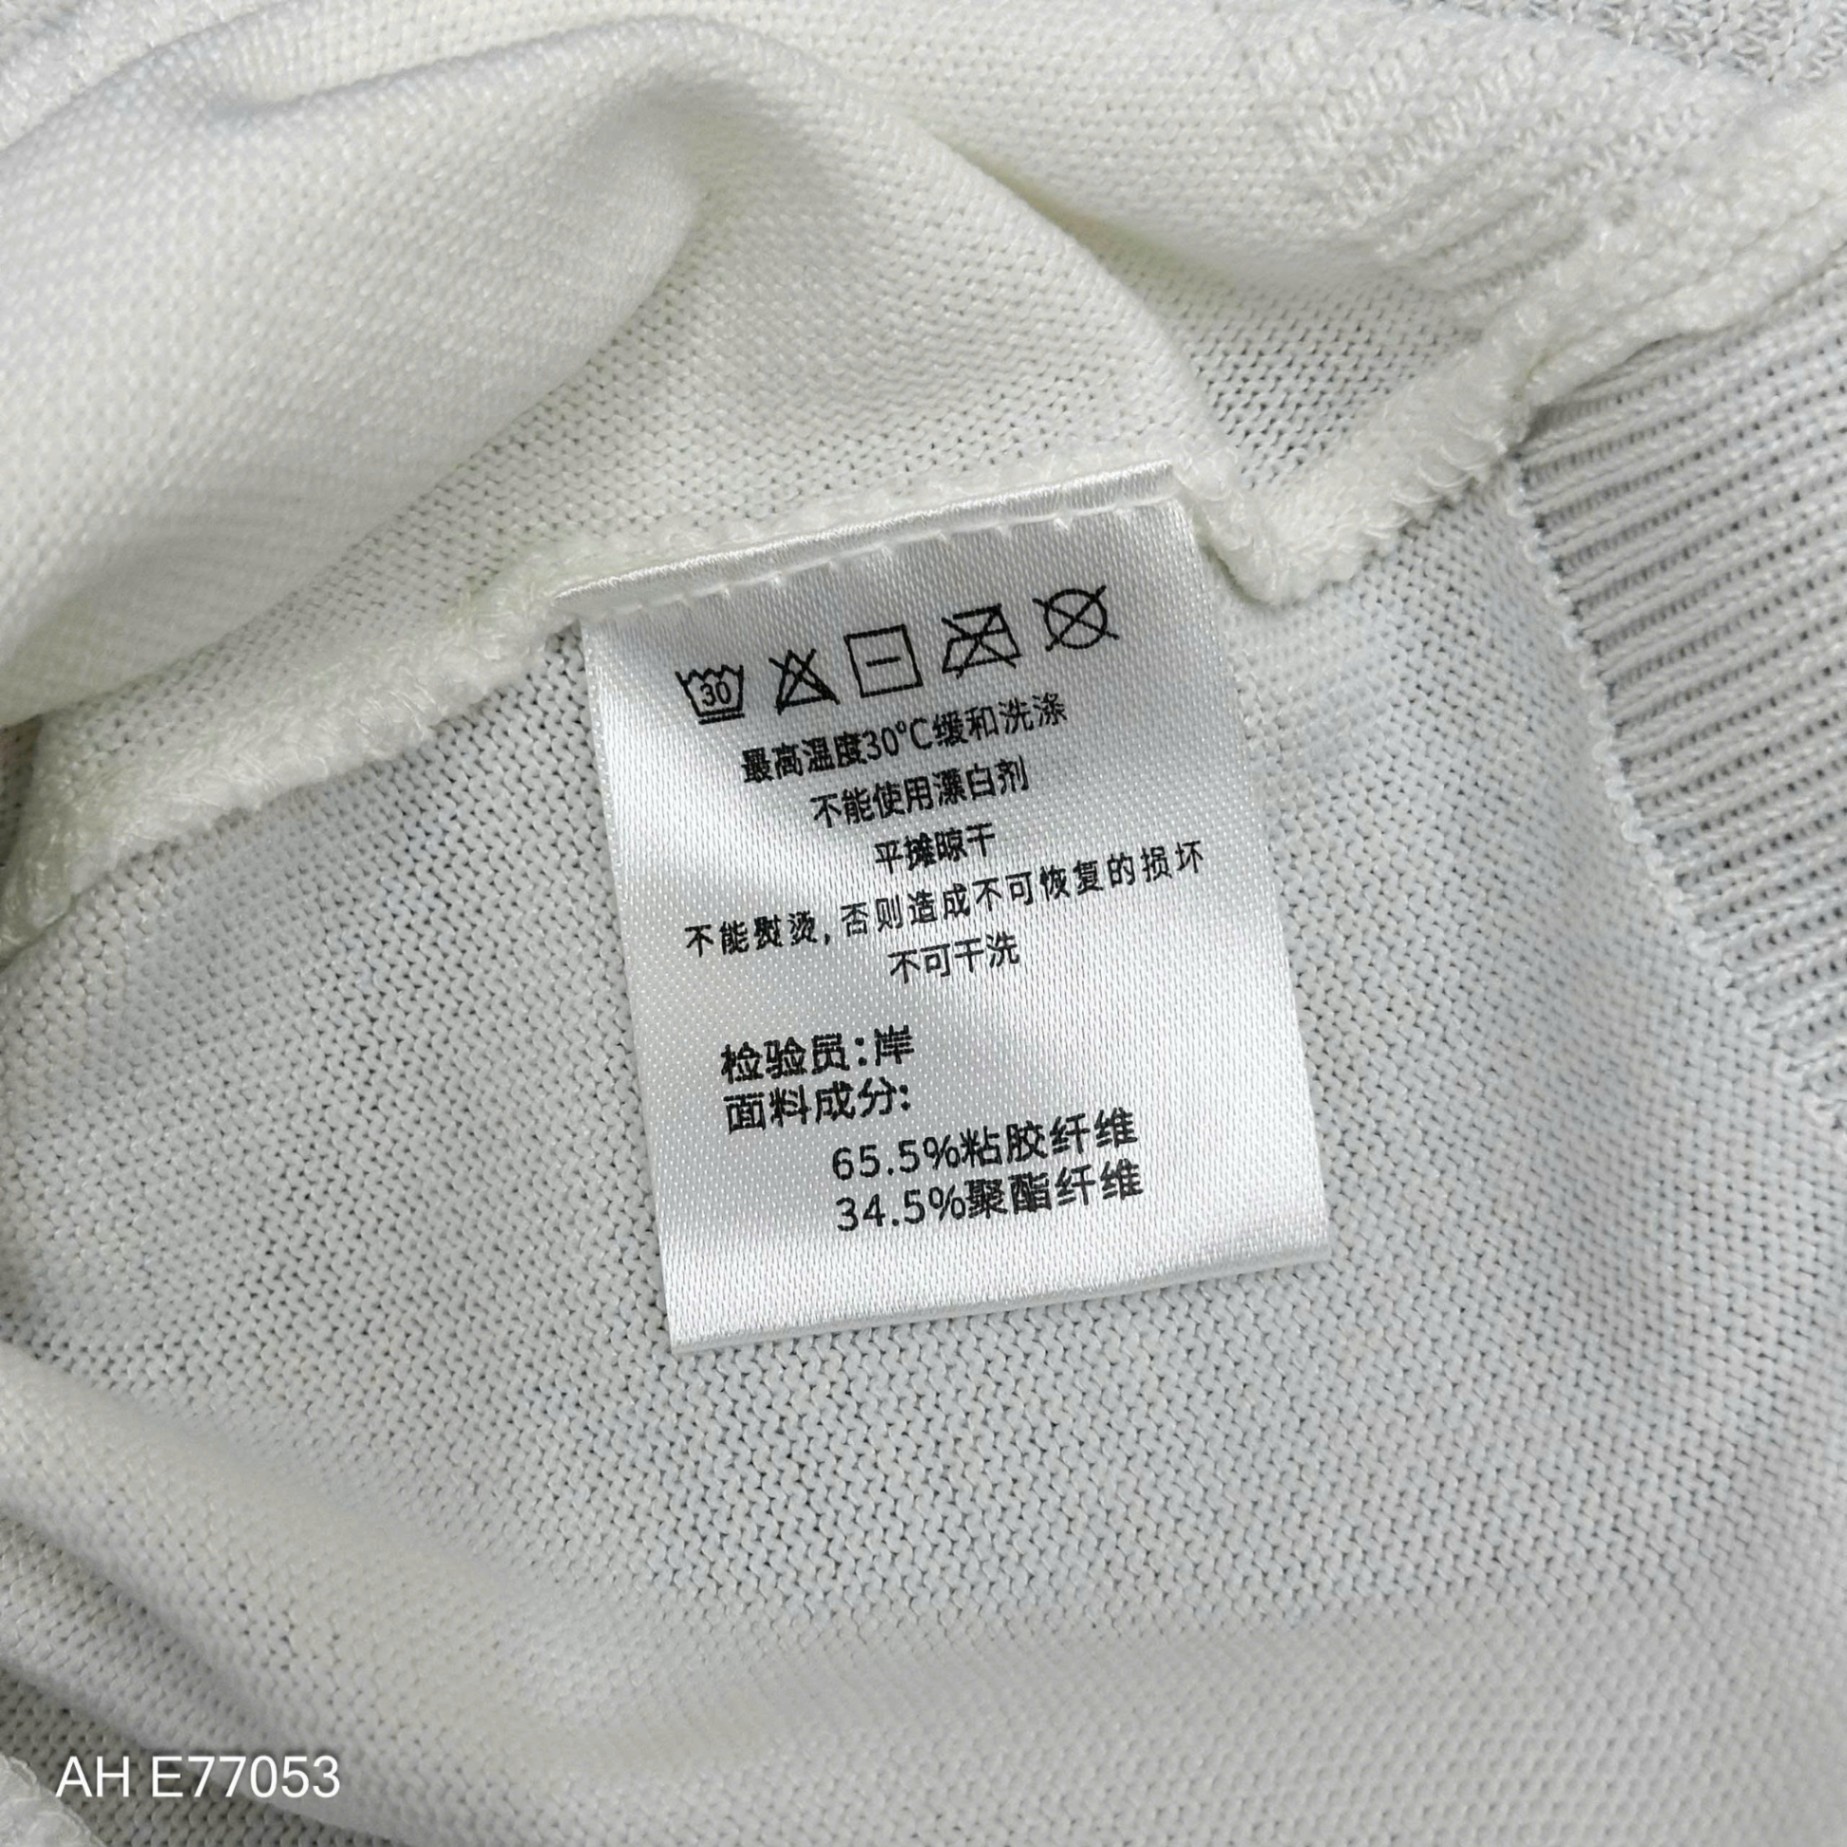 30
最高温度30℃缓和洗涤
不能使用漂白剂
平摊晾干
不能熨烫,否则造成不可恢复的损坏
不可干洗
检验员:岸
面料成分:
65.5%粘胶纤维
34.5%聚酯纤维
AH E77053